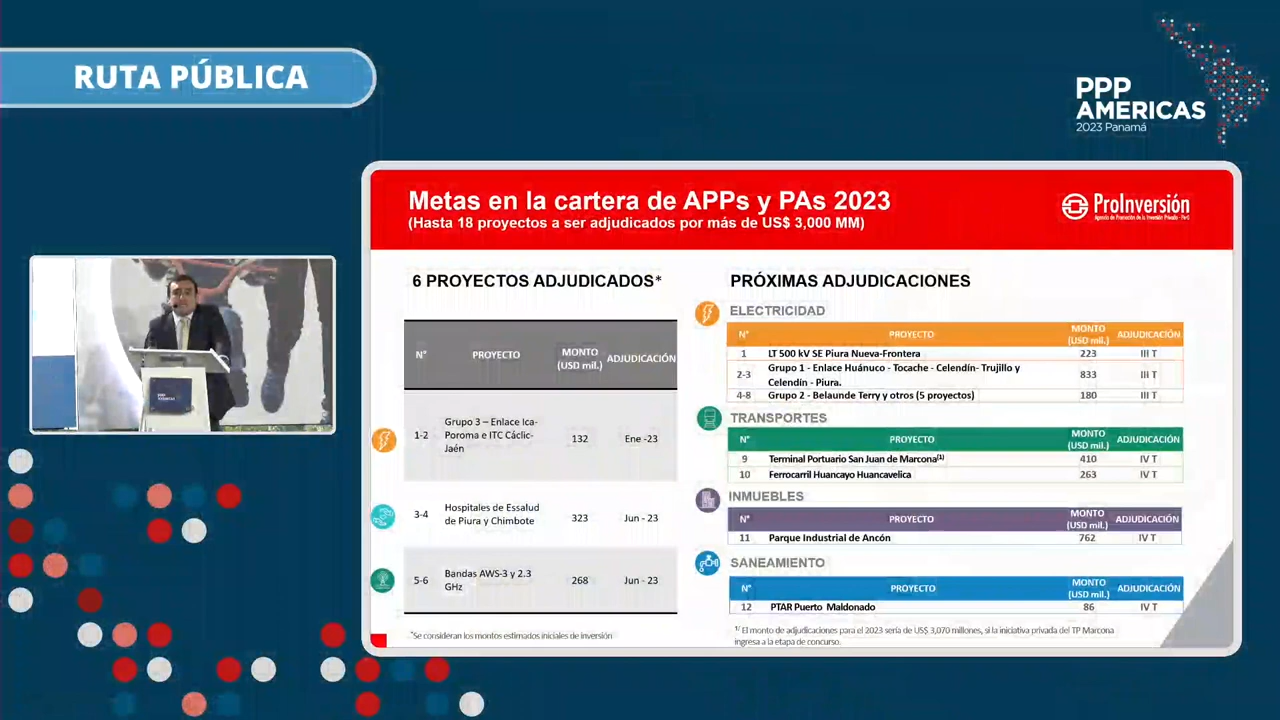 RUTA PÚBLICA
PPP
AMERICAS
2023 Panamá
Metas en la cartera de APPs y PAs 2023
(Hasta 18 proyectos a ser adjudicados por más de US$ 3,000 MM)
ProInversión
Agencia de Promoción de la Inversión Privada - Perú
6 PROYECTOS ADJUDICADOS*
N° PROYECTO MONTO (USD mil.) ADJUDICACIÓN
1-2 Grupo 3 – Enlace Ica-
Poroma e ITC Cáclic-
Jaén 132 Ene -23
3-4 Hospitales de Essalud
de Piura y Chimbote 323 Jun - 23
5-6 Bandas AWS-3 y 2.3
GHz 268 Jun - 23
*Se consideran los montos estimados iniciales de inversión
PRÓXIMAS ADJUDICACIONES
ELECTRICIDAD
N° PROYECTO MONTO (USD mil.) ADJUDICACIÓN
1 LT 500 kV SE Piura Nueva-Frontera 223 III T
2-3 Grupo 1 - Enlace Huánuco - Tocache - Celendín- Trujillo y
Celendín - Piura. 833 III T
4-8 Grupo 2 - Belaunde Terry y otros (5 proyectos) 180 III T
TRANSPORTES
N° PROYECTO MONTO (USD mil.) ADJUDICACIÓN
9 Terminal Portuario San Juan de Marcona(1) 410 IV T
10 Ferrocarril Huancayo Huancavelica 263 IV T
INMUEBLES
N° PROYECTO MONTO (USD mil.) ADJUDICACIÓN
11 Parque Industrial de Ancón 762 IV T
SANEAMIENTO
N° PROYECTO MONTO (USD mil.) ADJUDICACIÓN
12 PTAR Puerto Maldonado 86 IV T
1/ El monto de adjudicaciones para el 2023 sería de US$ 3,070 millones, si la iniciativa privada del TP Marcona
ingresa a la etapa de concurso.
PPP